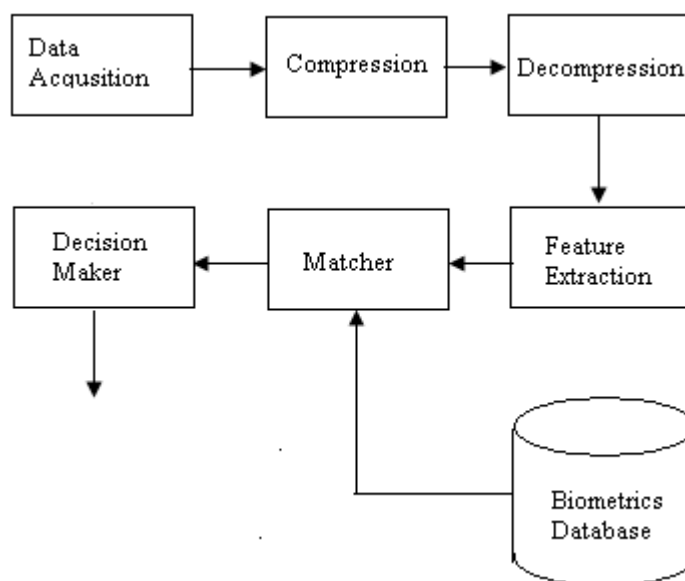 Data
Acqusition
Compression
Decompression
Decision
Maker
Matcher
Feature
Extraction
Biometrics
Database